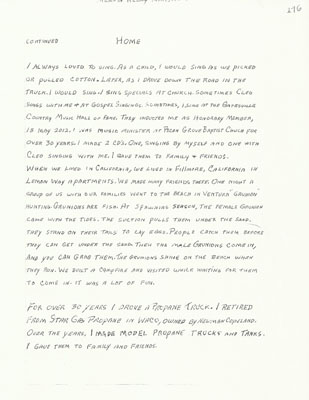 276
CONTINUED HOME
I ALWAYS LOVED TO SING. AS A CHILD, I WOULD SING AS WE PICKED
OR PULLED COTTON. LATER, AS I DROVE DOWN THE ROAD IN THE
TRUCK. I WOULD SING SING SPECIALS AT CHURCH. SOMETIMES CLEO
SONGS WITH ME & AT GOSPEL SINGINGS. SOMETIMES, I SING AT THE GATESVILLE
COUNTRY MUSIC HALL OF FAME. THEY INDUCTED ME AS HONORARY MEMBER,
15 MAY 2012. I WAS MUSIC MINISTER AT PECAN GROVE BAPTIST CHURCH FOR
OVER 30 YEARS. I MADE 2 CD'S. ONE, SINGING BY MYSELF AND ONE WITH
CLEO SINGING WITH ME. I GAVE THEM TO FAMILY & FRIENDS.
WHEN WE LIVED IN CALIFORNIA, WE LIVED IN FILLMORE, CALIFORNIA IN
LEMON WAY APARTMENTS. WE MADE MANY FRIENDS THERE. ONE NIGHT A
GROUP OF US WITH OUR FAMILIES WENT TO THE BEACH IN VENTURA "GRUNION"
HUNTING. GRUNIONS ARE FISH. AT SPAWNING SEASON, THE FEMALE GRUNION
COME WITH THE TIDES. THE SUCTION PULLS THEM UNDER THE SAND.
THEY STAND ON THEIR TAILS TO LAY EGGS. PEOPLE CATCH THEM BEFORE
THEY CAN GET UNDER THE SAND. THEN THE MALE GRUNIONS COME IN,
AND YOU CAN GRAB THEM. THE GRUNIONS SHINE ON THE BEACH WHEN
THEY RUN. WE BUILT A CAMPFIRE AND VISITED WHILE WAITING FOR THEM
TO COME IN. IT WAS A LOT OF FUN.
FOR OVER 30 YEARS I DROVE A PROPANE TRUCK. I RETIRED
FROM STAR GAS PROPANE IN WACO, OWNED BY NEWMAN COPELAND.
OVER THE YEARS, I MADE MODEL PROPANE TRUCKS AND TANKS.
I GAVE THEM TO FAMILY AND FRIENDS.